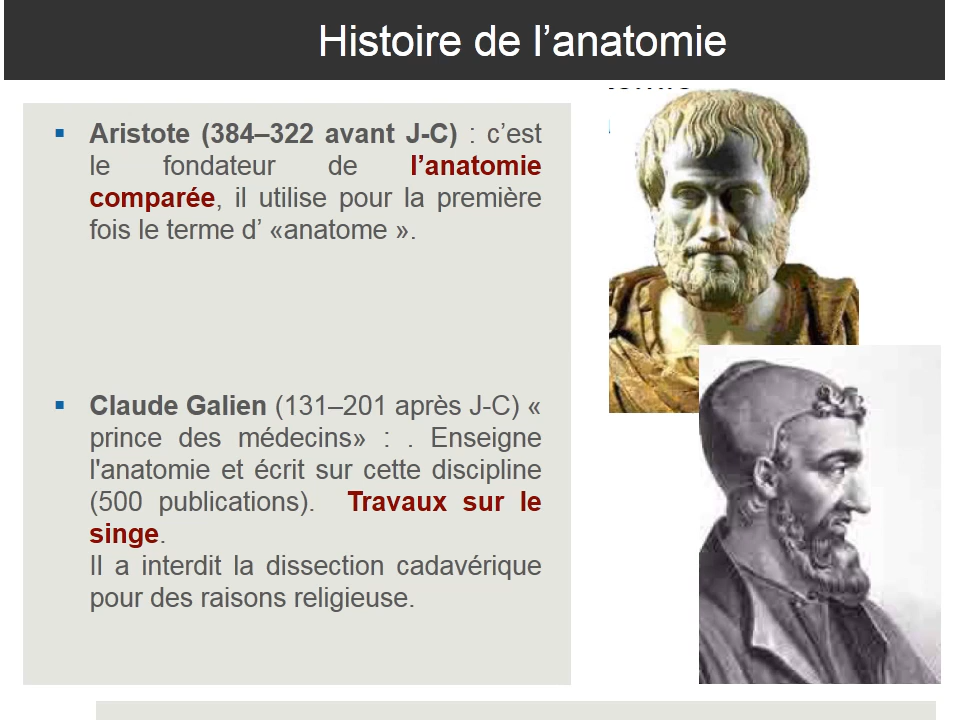 Histoire de l’anatomie
▪ Aristote (384–322 avant J-C) : c’est
le fondateur de l’anatomie
comparée, il utilise pour la première
fois le terme d’ «anatome ».
▪ Claude Galien (131–201 après J-C) «
prince des médecins» : . Enseigne
l'anatomie et écrit sur cette discipline
(500 publications). Travaux sur le
singe.
Il a interdit la dissection cadavérique
pour des raisons religieuse.